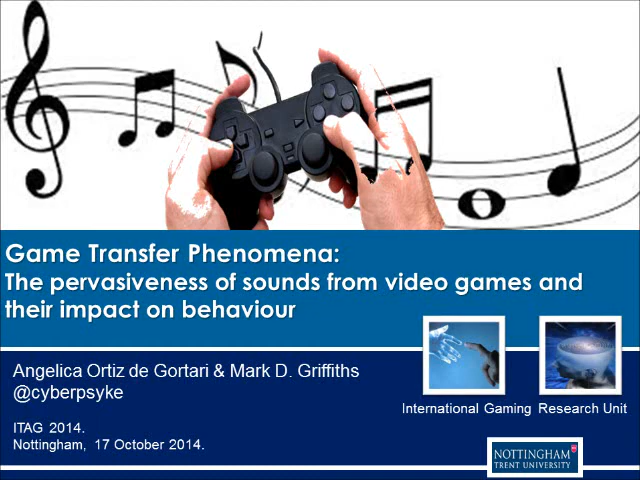 Game Transfer Phenomena:
The pervasiveness of sounds from video games and
their impact on behaviour
Angelica Ortiz de Gortari & Mark D. Griffiths
@cyberpsyke
International Gaming Research Unit
ITAG 2014.
Nottingham, 17 October 2014.
NOTTINGHAM
TRENT UNIVERSITY